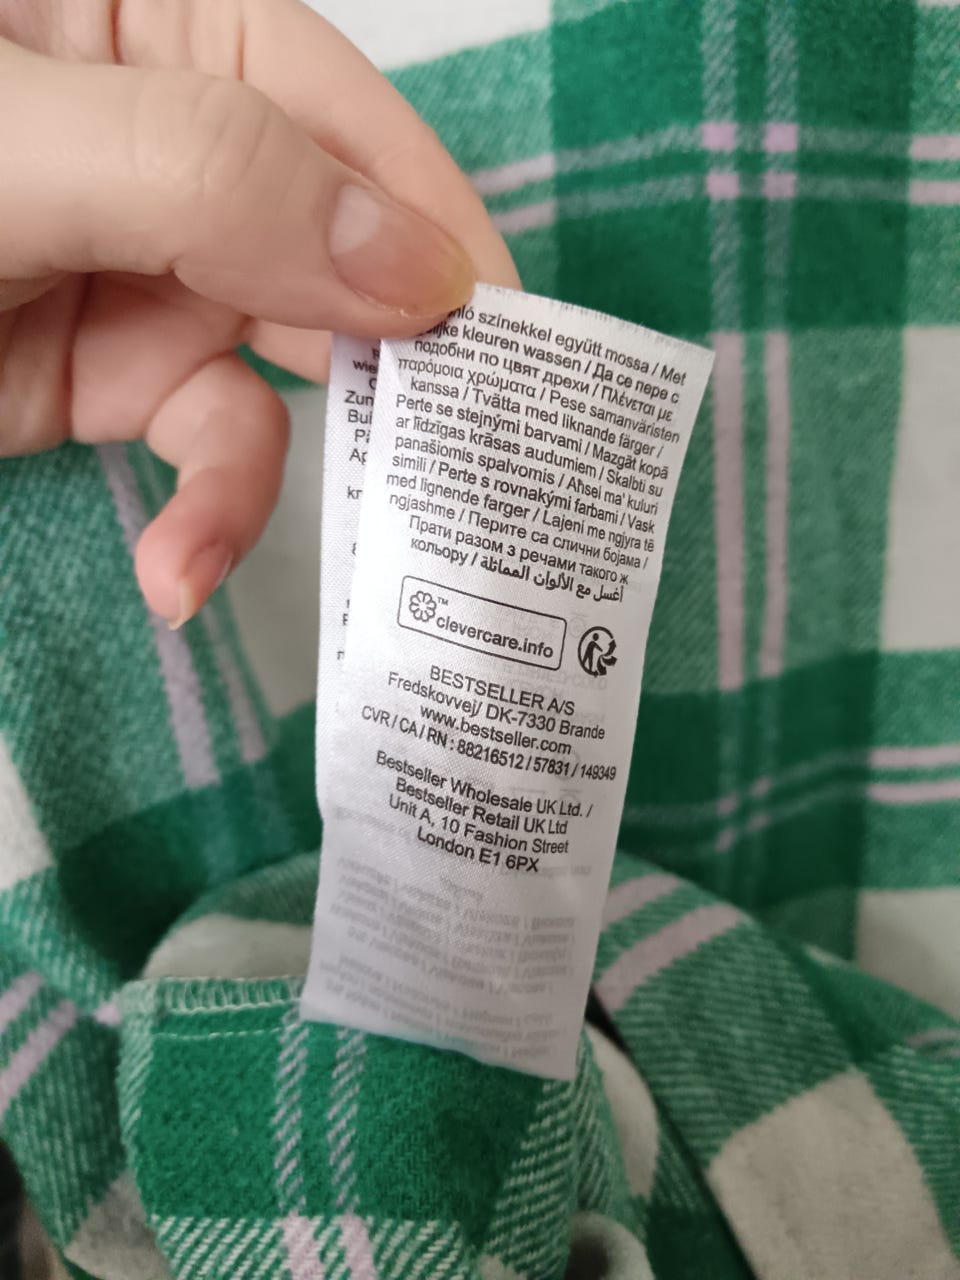 színekkel együtt mossa / Met
kleuren wassen / Да се пере с
подобни по цвят дрехи / Πλένεται με
παρόμοια χρώματα / Pese samanväristen
kanssa / Tvätta med liknande färger /
Perte se stejnými barvami / Mazgāt kopā
ar līdzīgas krāsas audumiem / Skalbti su
panašiomis spalvomis / Aħsel ma' kuluri
simili / Perte s rovnakými farbami / Vask
med lignende farger / Lajeni me ngjyra të
ngjashme / Перите са слични бојама /
Прати разом з речами такого ж
кольору / أغسل مع الألوان المماثلة
™
clevercare.info
BESTSELLER A/S
Fredskovvej/ DK-7330 Brande
www.bestseller.com
CVR / CA / RN : 88216512 / 57831 / 149349
Bestseller Wholesale UK Ltd. /
Bestseller Retail UK Ltd
Unit A, 10 Fashion Street
London E1 6PX